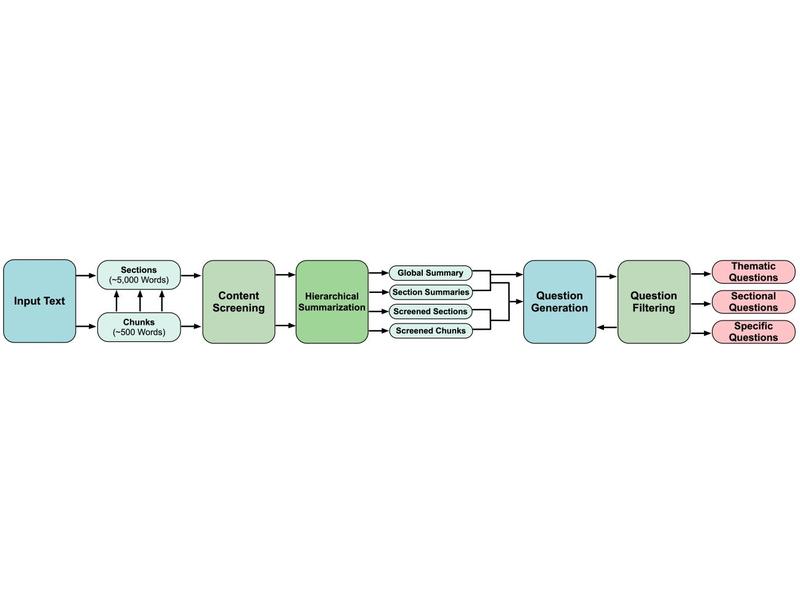 Input Text
Sections
(~5,000 Words)
Chunks
(~500 Words)
Content
Screening
Hierarchical
Summarization
Global Summary
Section Summaries
Screened Sections
Screened Chunks
Question
Generation
Question
Filtering
Thematic
Questions
Sectional
Questions
Specific
Questions